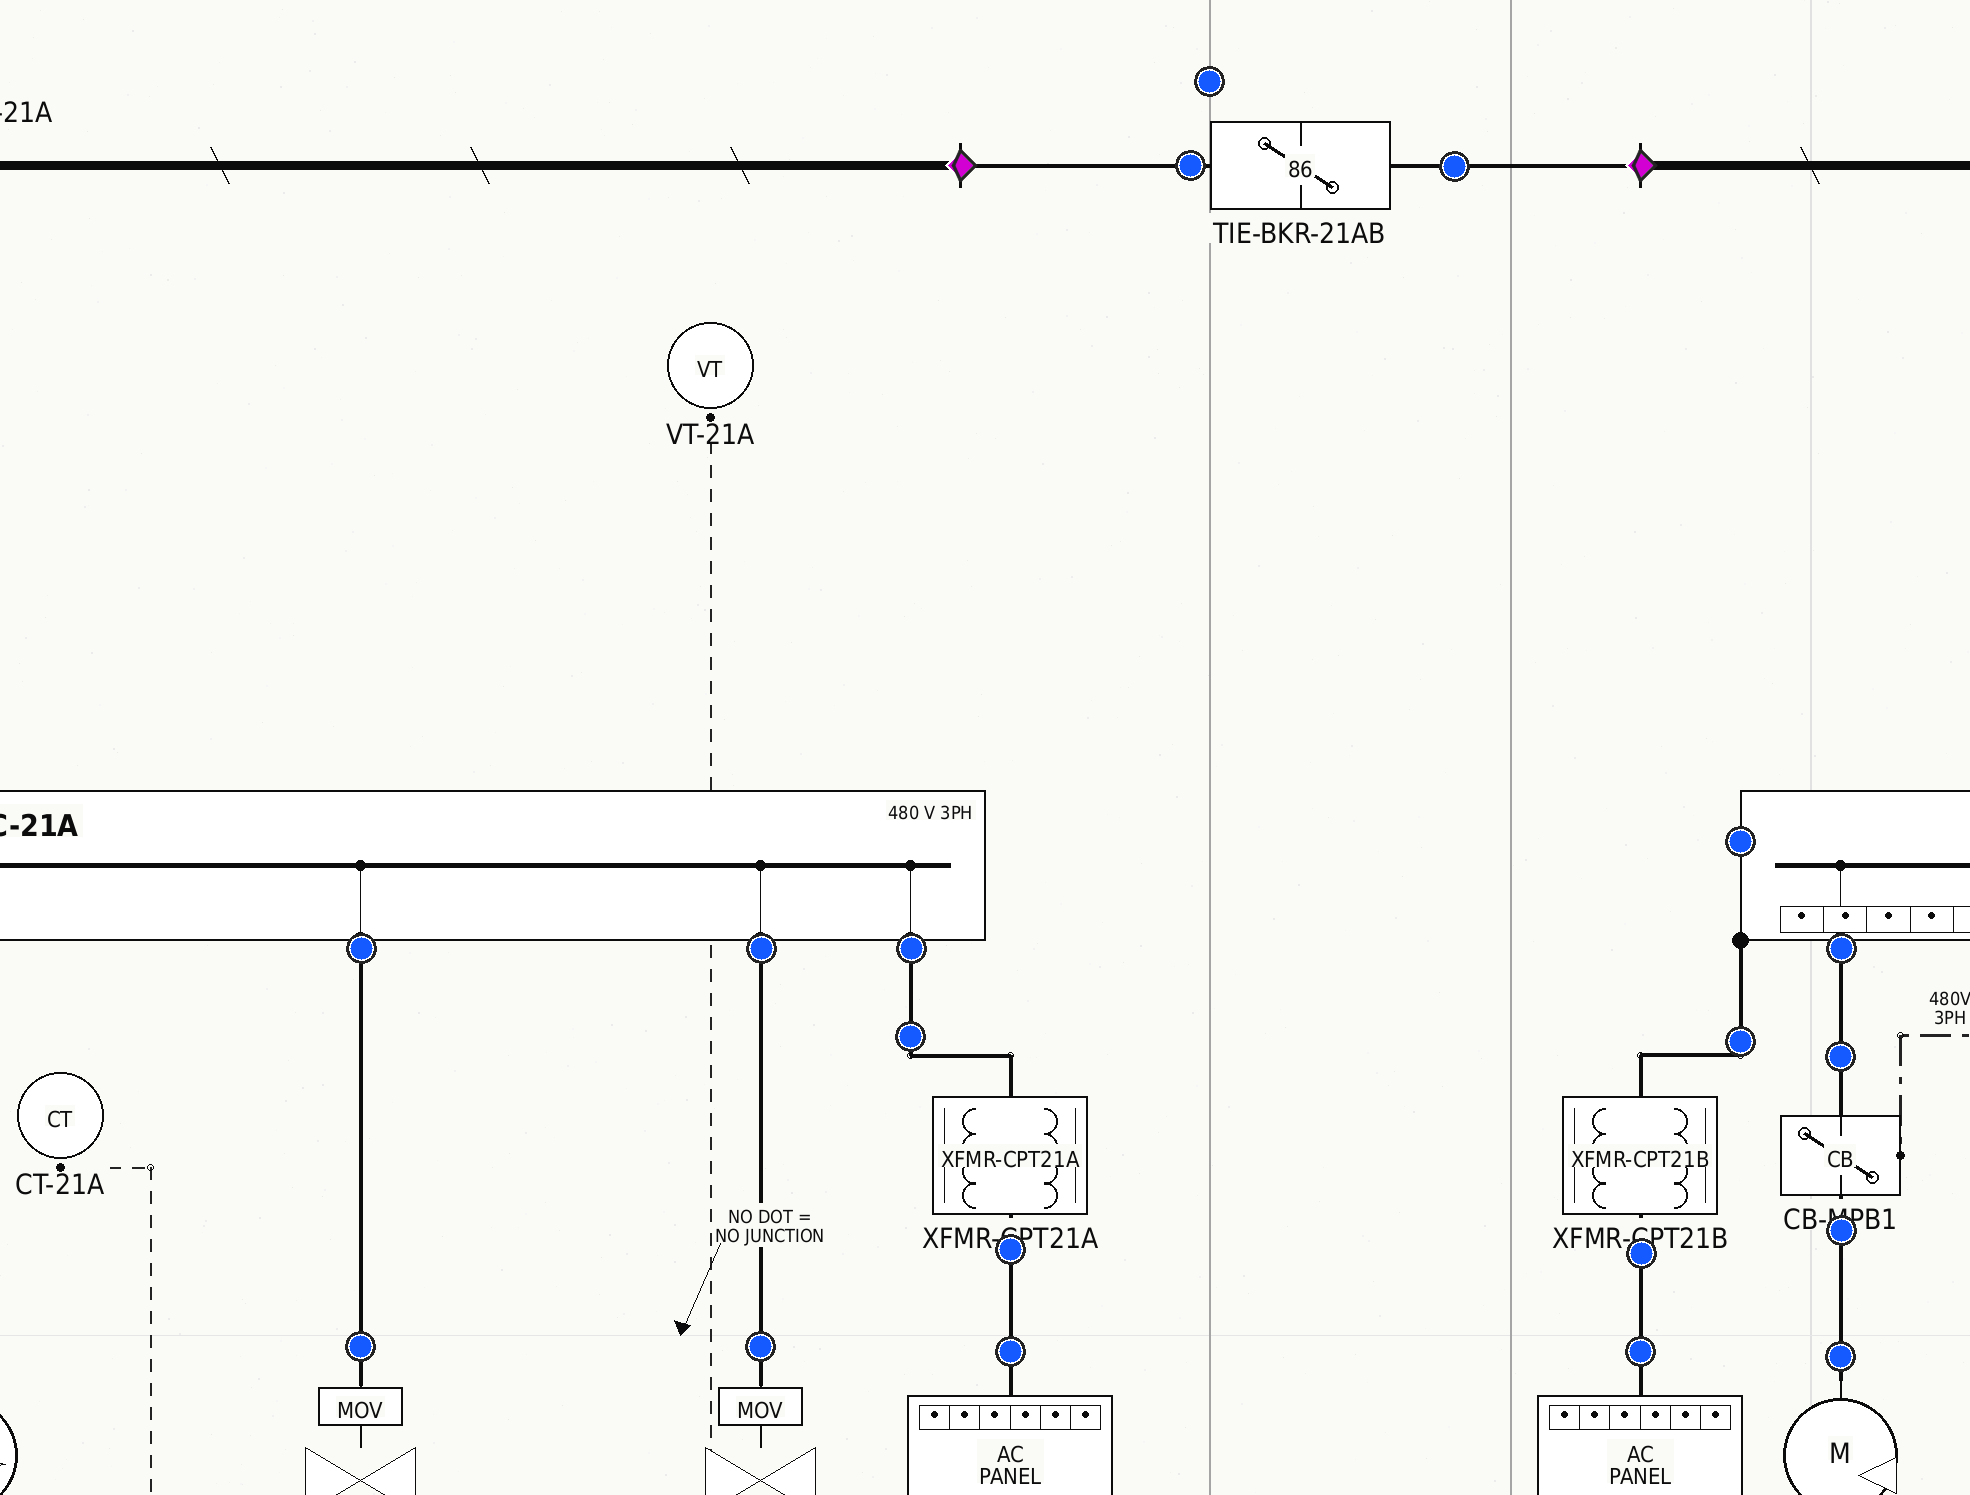 -21A
86
TIE-BKR-21AB
VT
VT-21A
C-21A
480 V 3PH
480V
3PH
CT
CT-21A
XFMR-CPT21A
XFMR-CPT21A
XFMR-CPT21B
XFMR-CPT21B
CB
CB-MPB1
NO DOT =
NO JUNCTION
MOV
MOV
AC
PANEL
AC
PANEL
M